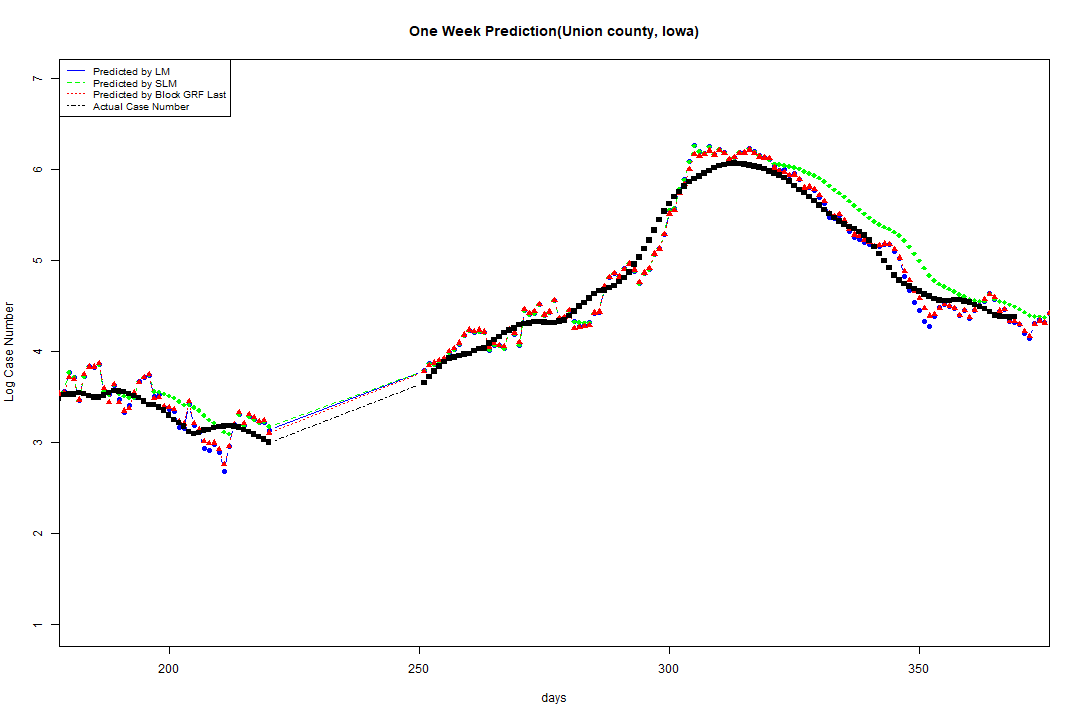 One Week Prediction(Union county, Iowa)
Predicted by LM
Predicted by SLM
Predicted by Block GRF Last
Actual Case Number
Log Case Number
7
6
5
4
3
2
1
200 250 300 350
days